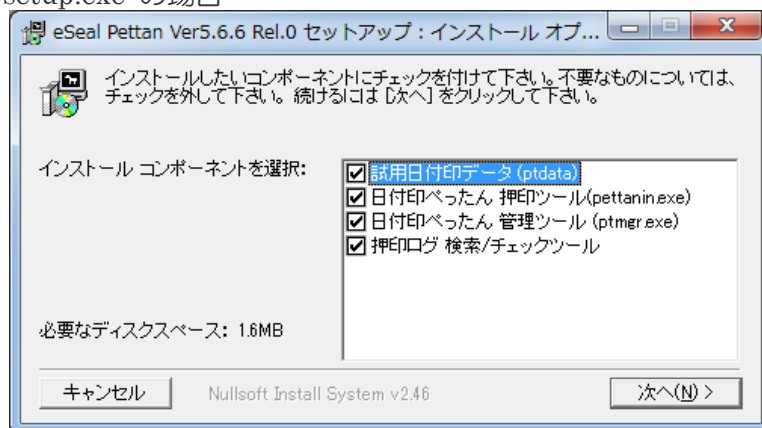 setup.exe の場合
eSeal Pettan Ver5.6.6 Rel.0 セットアップ : インストール オプ...
インストールしたいコンポーネントにチェックを付けて下さい。不要なものについては、
チェックを外して下さい。続けるには [次へ] をクリックして下さい。
インストール コンポーネントを選択:
試用日付印データ (ptdata)
日付印ぺったん 押印ツール(pettanin.exe)
日付印ぺったん 管理ツール (ptmgr.exe)
押印ログ 検索/チェックツール
必要なディスクスペース: 1.6MB
キャンセル
Nullsoft Install System v2.46
次へ(N) >